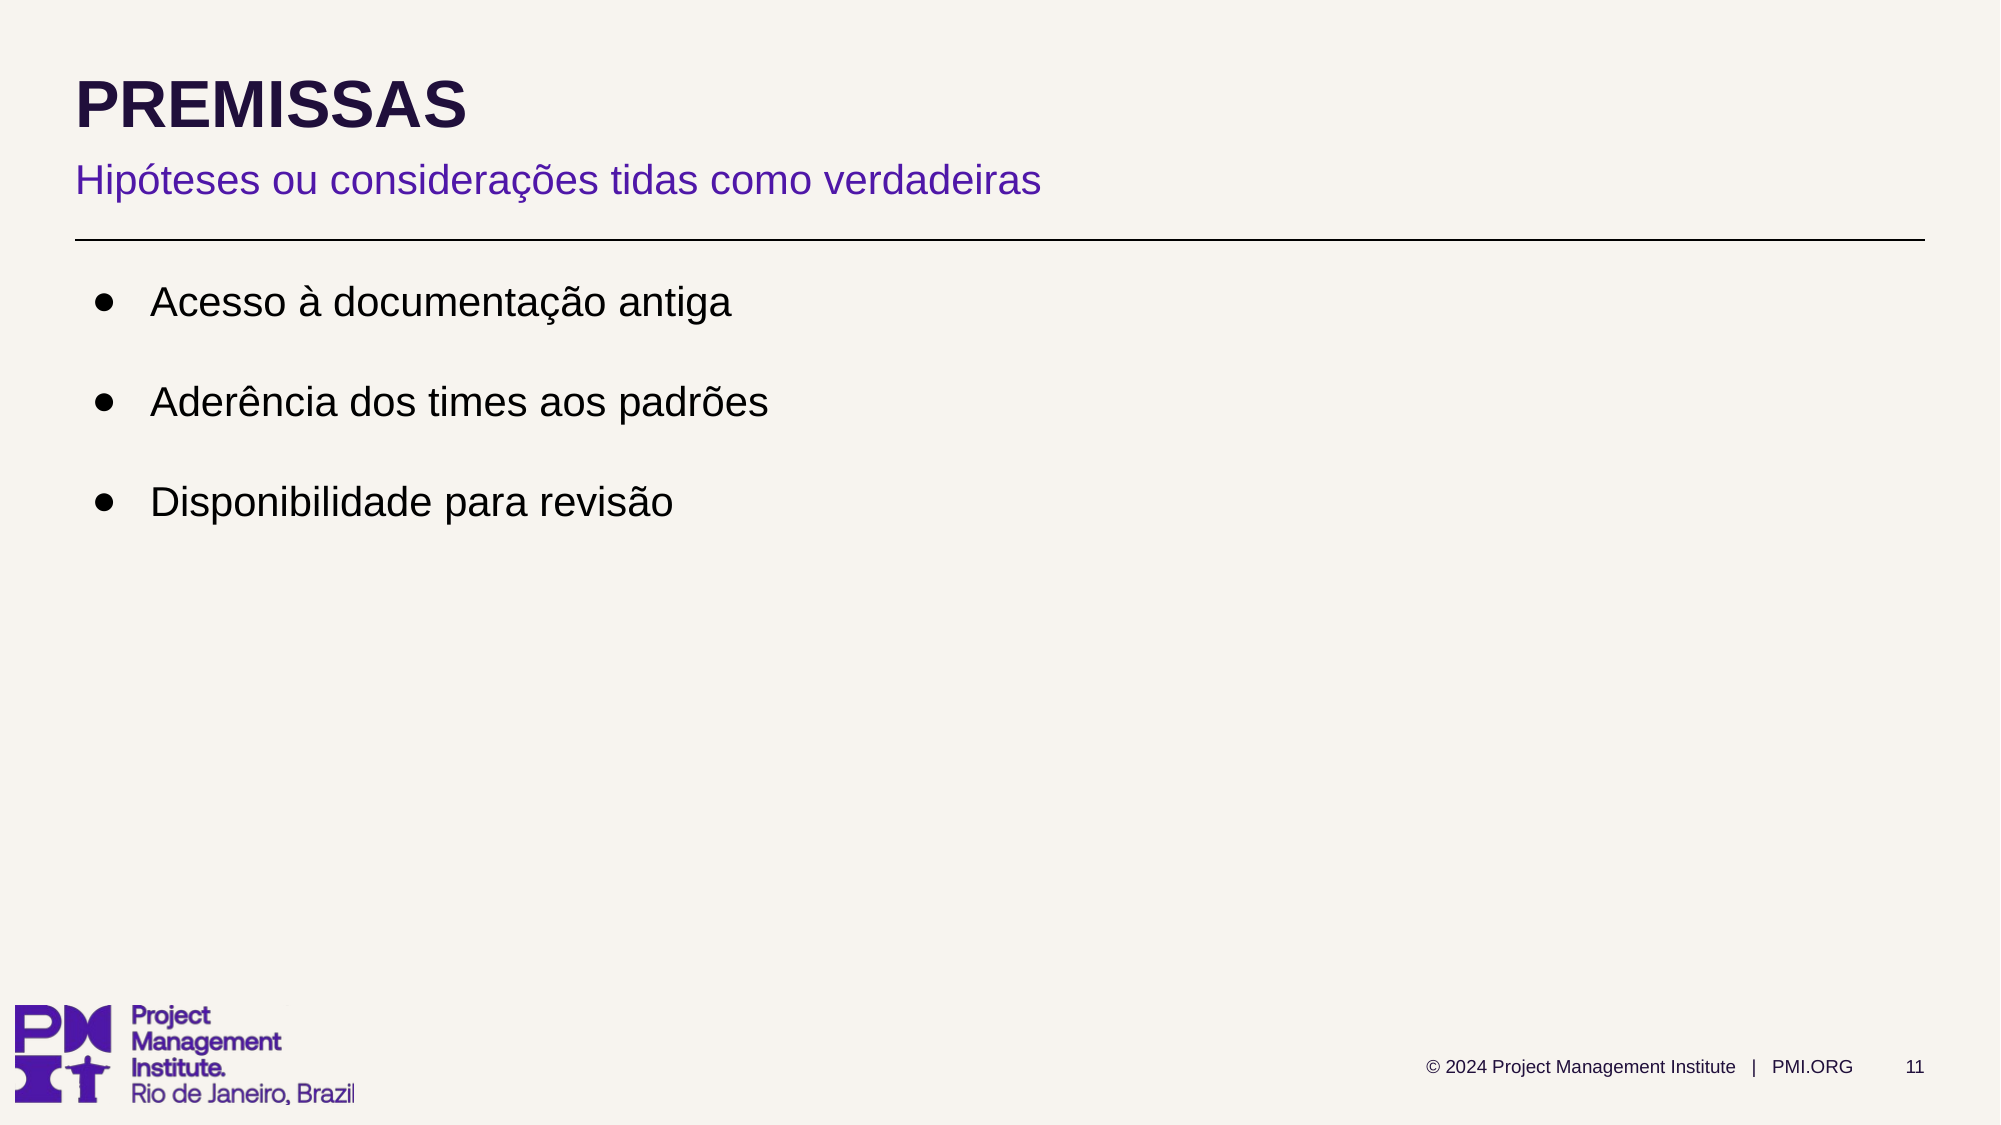 PREMISSAS
Hipóteses ou considerações tidas como verdadeiras
● Acesso à documentação antiga
● Aderência dos times aos padrões
● Disponibilidade para revisão
Project
Management
Institute.
Rio de Janeiro, Brazil
© 2024 Project Management Institute | PMI.ORG 11